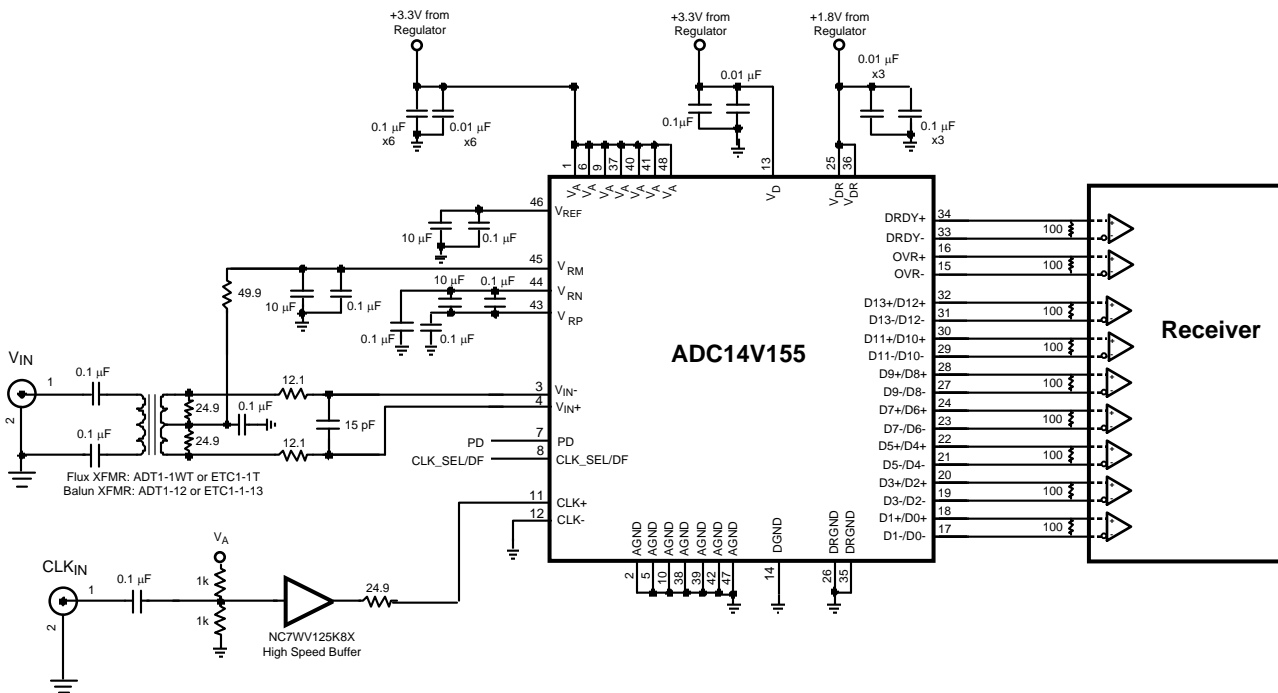 +3.3V from
Regulator
+3.3V from
Regulator
+1.8V from
Regulator
0.1 µF
x6
0.01 µF
x6
0.01 µF
0.1µF
0.01 µF
x3
0.1 µF
x3
1
6
9
37
40
41
48
13
25
36
VA
VA
VA
VA
VA
VA
VA
VD
VDR
VDR
46
VREF
10 µF
0.1 µF
45
VRM
49.9
10 µF
0.1 µF
44
VRN
10 µF
0.1 µF
43
VRP
0.1 µF
0.1 µF
ADC14V155
VIN
1
2
0.1 µF
0.1 µF
24.9
24.9
0.1 µF
12.1
12.1
15 pF
3
VIN-
4
VIN+
Flux XFMR: ADT1-1WT or ETC1-1T
Balun XFMR: ADT1-12 or ETC1-1-13
PD
7
PD
CLK_SEL/DF
8
CLK_SEL/DF
11
CLK+
12
CLK-
CLKIN
1
2
0.1 µF
VA
1k
1k
NC7WV125K8X
High Speed Buffer
24.9
AGND
AGND
AGND
AGND
AGND
AGND
AGND
DGND
DRGND
DRGND
2
5
10
38
39
42
47
14
26
35
DRDY+
34
DRDY-
33
100
+
-
OVR+
16
OVR-
15
100
+
-
D13+/D12+
32
D13-/D12-
31
100
+
-
D11+/D10+
30
D11-/D10-
29
100
+
-
D9+/D8+
28
D9-/D8-
27
100
+
-
D7+/D6+
24
D7-/D6-
23
100
+
-
D5+/D4+
22
D5-/D4-
21
100
+
-
D3+/D2+
20
D3-/D2-
19
100
+
-
D1+/D0+
18
D1-/D0-
17
100
+
-
Receiver